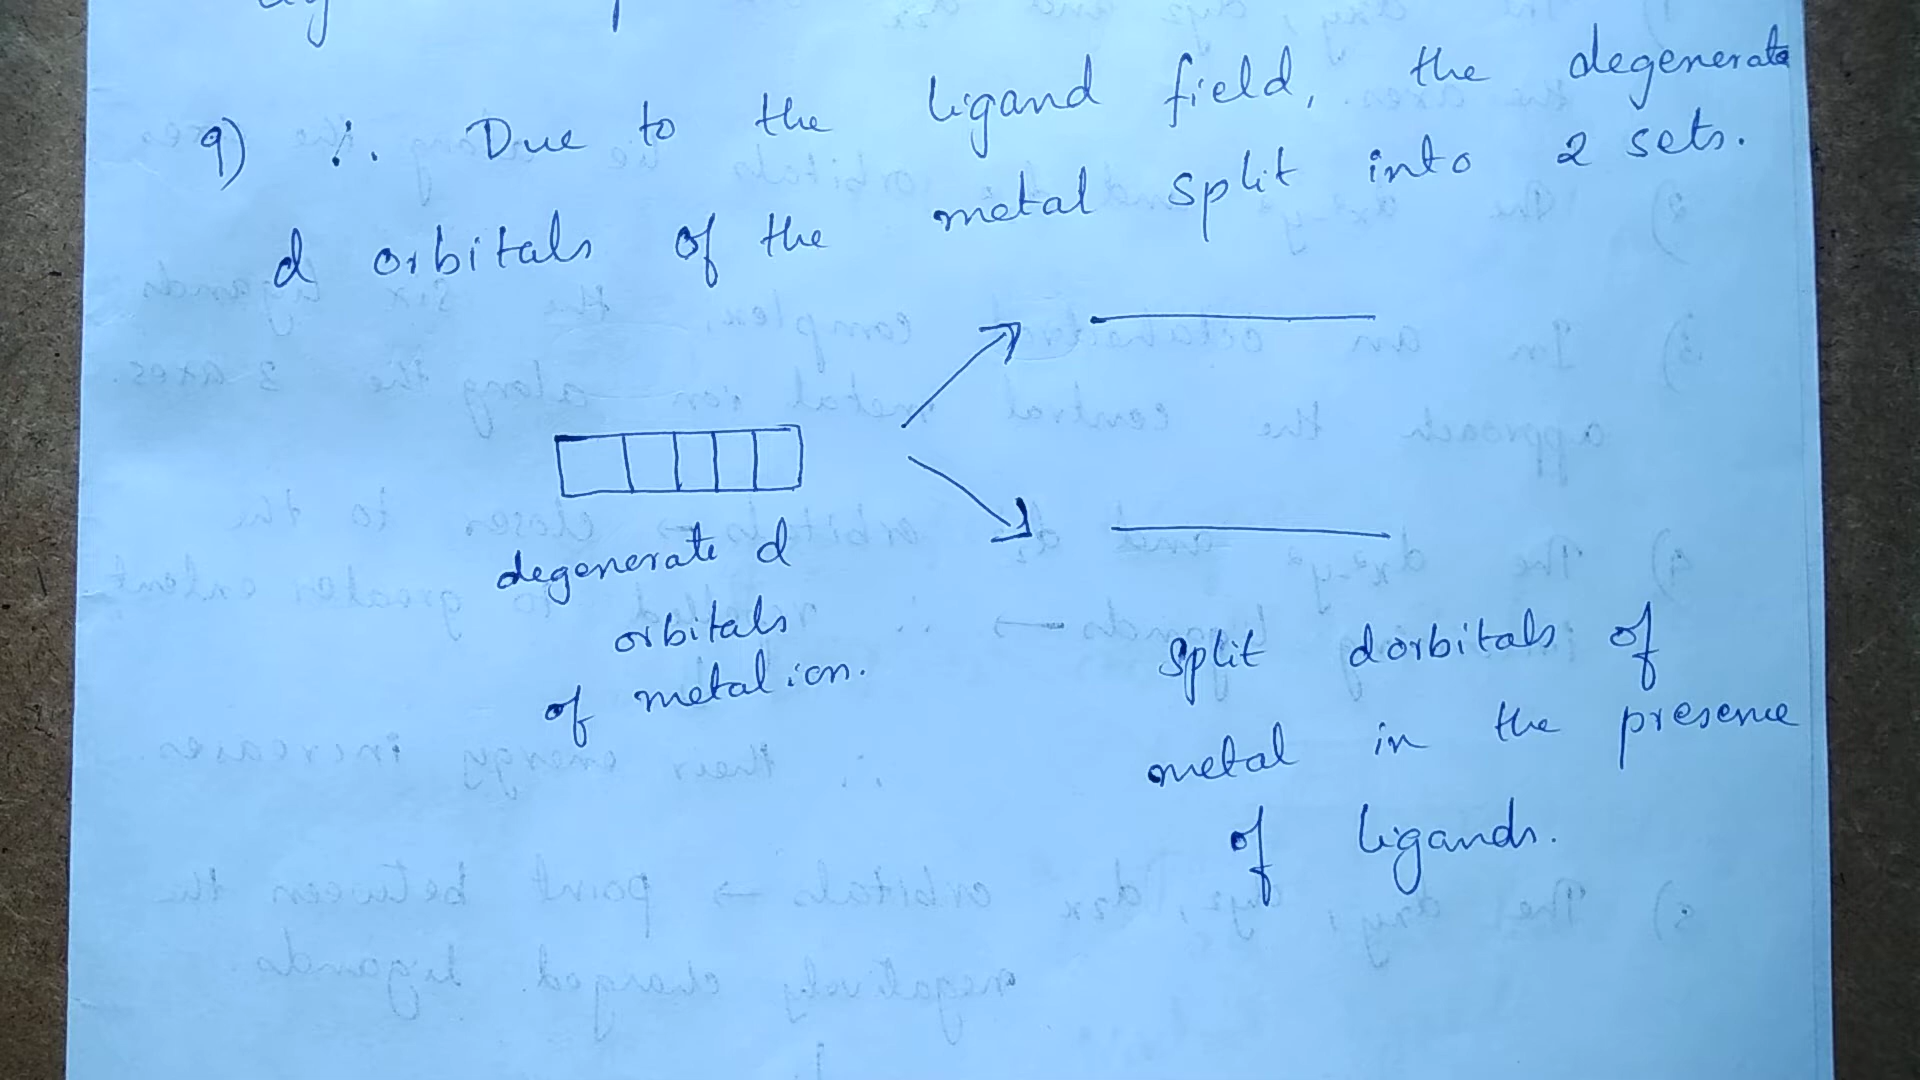 9) ∴ Due to the ligand field, the degenerate
d orbitals of the metal split into 2 sets.
degenerate d
orbitals
of metal ion.
Split d orbitals of
metal in the presence
of ligands.